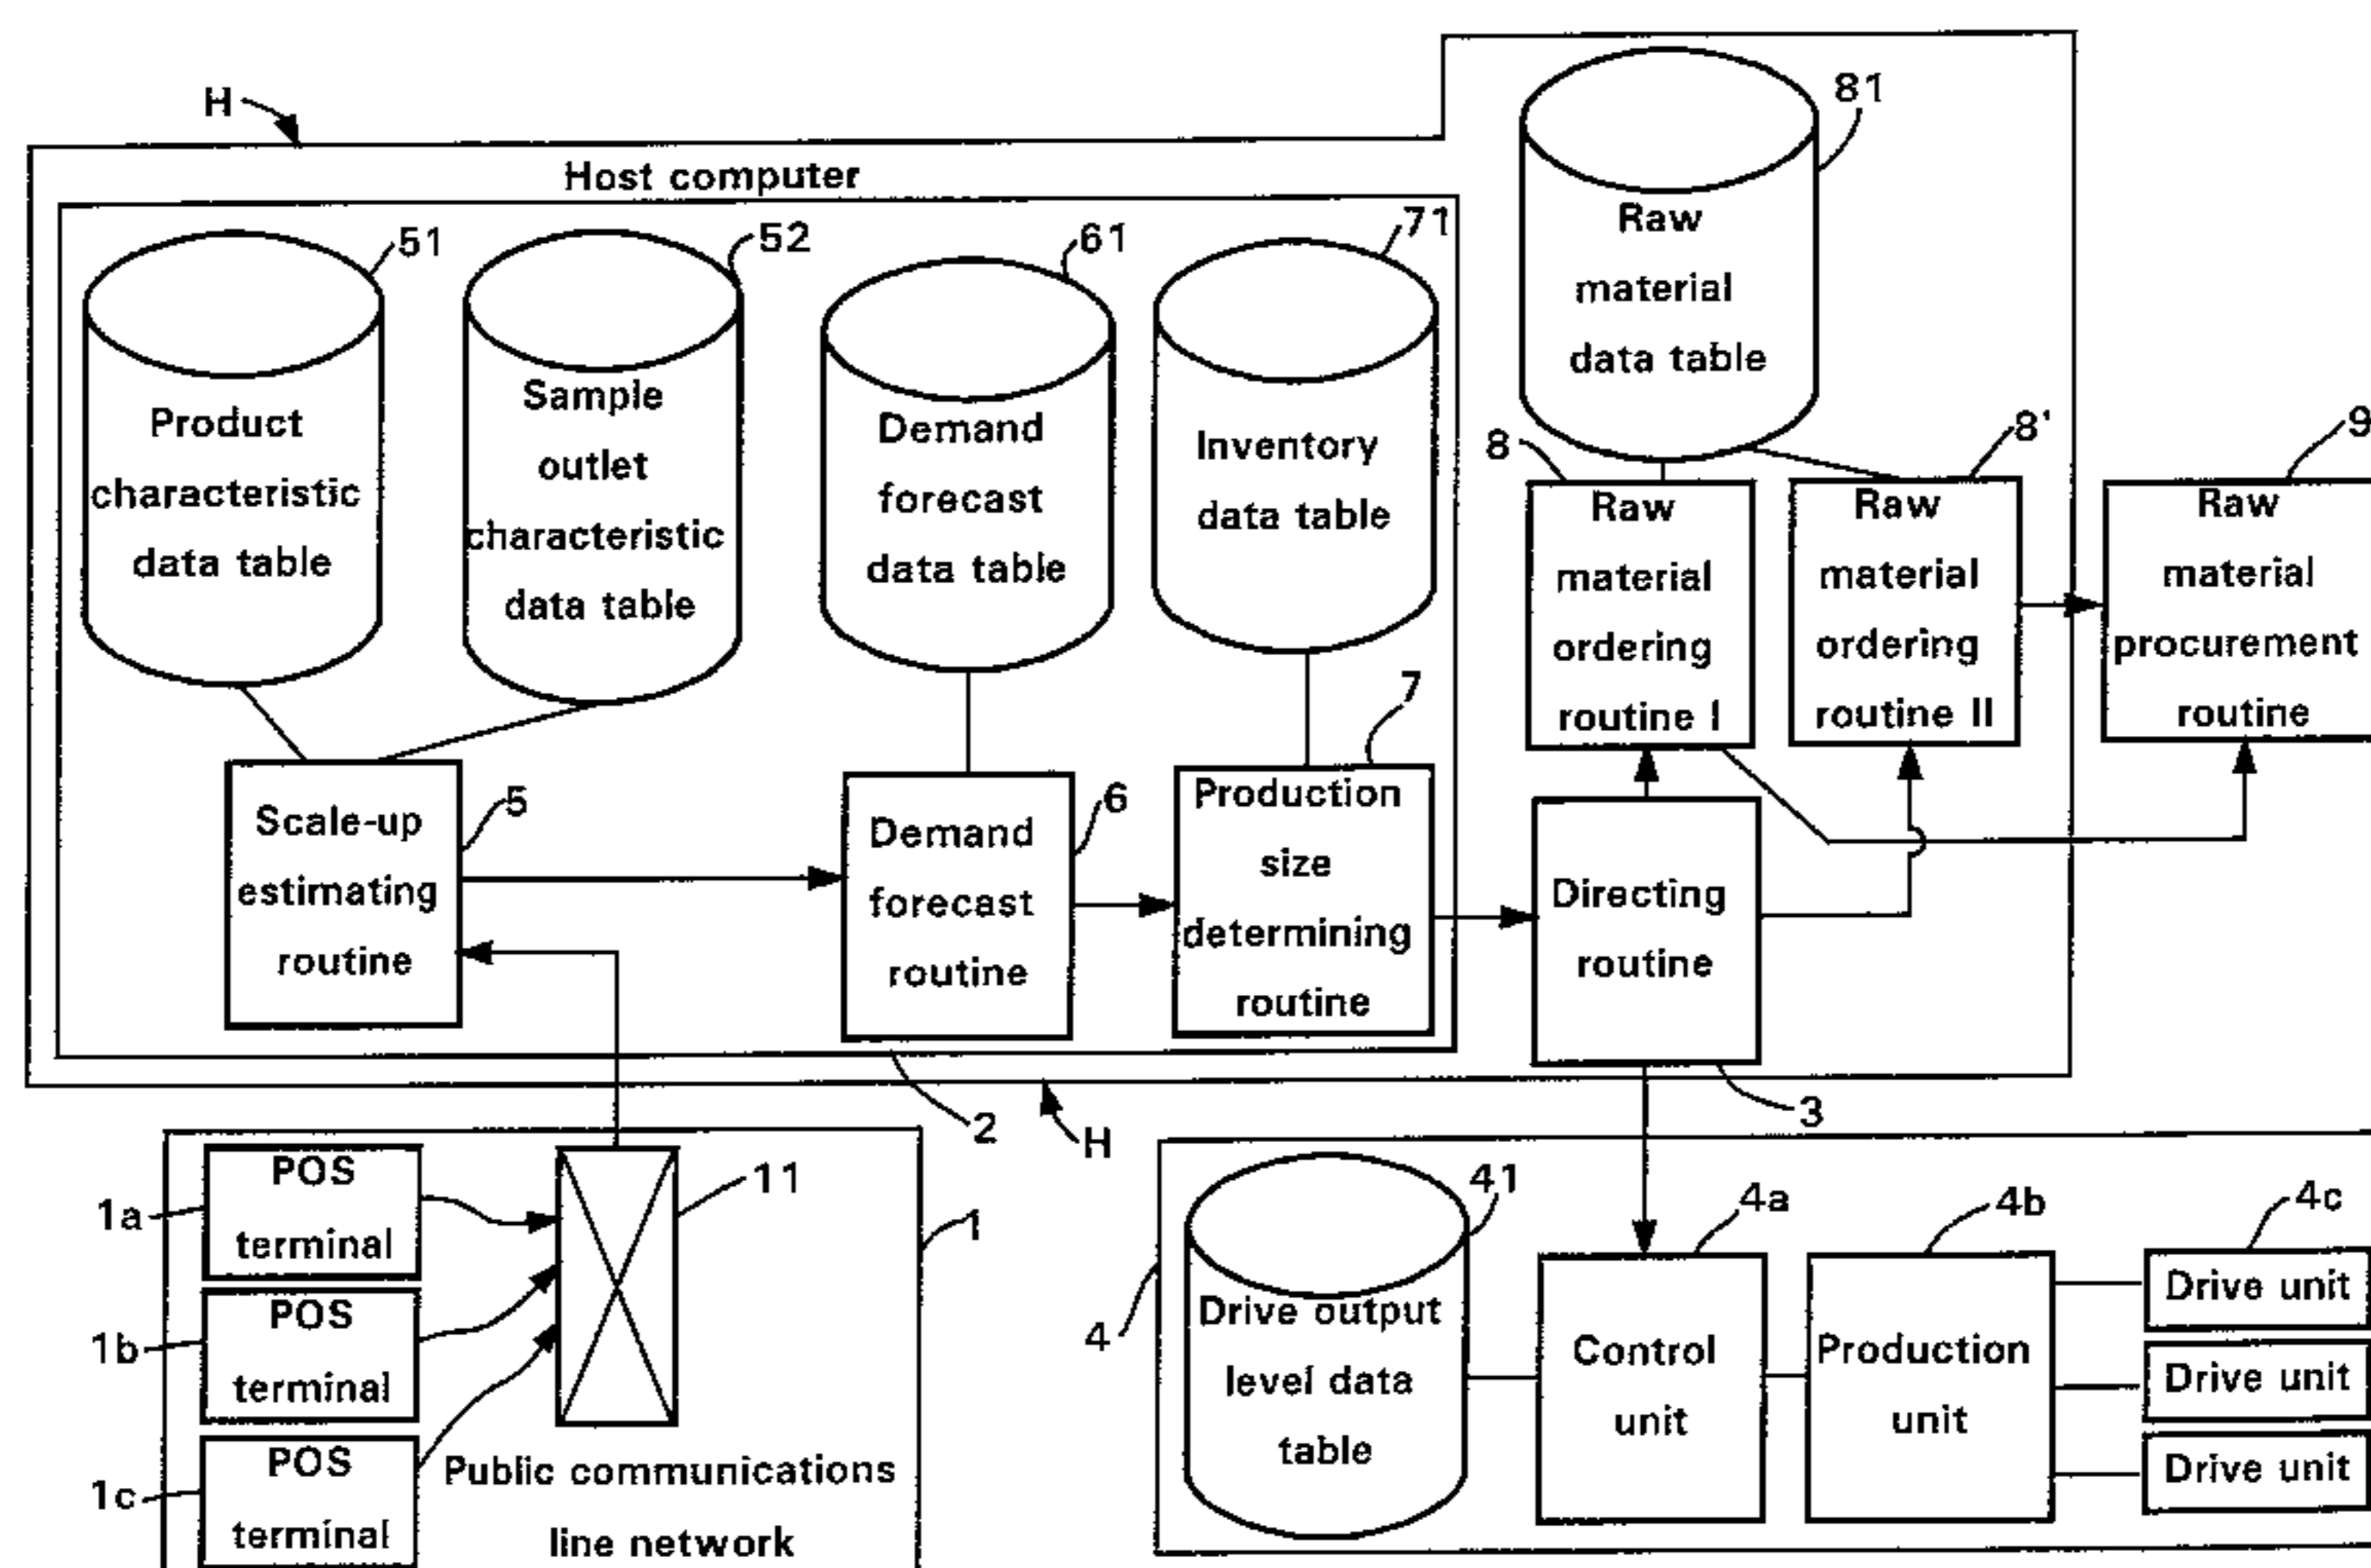 H
Host computer
81
Raw
material
data table
51
52
61
71
Product
characteristic
data table
Sample
outlet
characteristic
data table
Demand
forecast
data table
Inventory
data table
8
8'
9
Raw
material
ordering
routine I
Raw
material
ordering
routine II
Raw
material
procurement
routine
5
Scale-up
estimating
routine
6
Demand
forecast
routine
7
Production
size
determining
routine
Directing
routine
2
H
3
1a
POS
terminal
1b
POS
terminal
1c
POS
terminal
11
1
Public communications
line network
4
41
Drive output
level data
table
4a
Control
unit
4b
Production
unit
4c
Drive unit
Drive unit
Drive unit